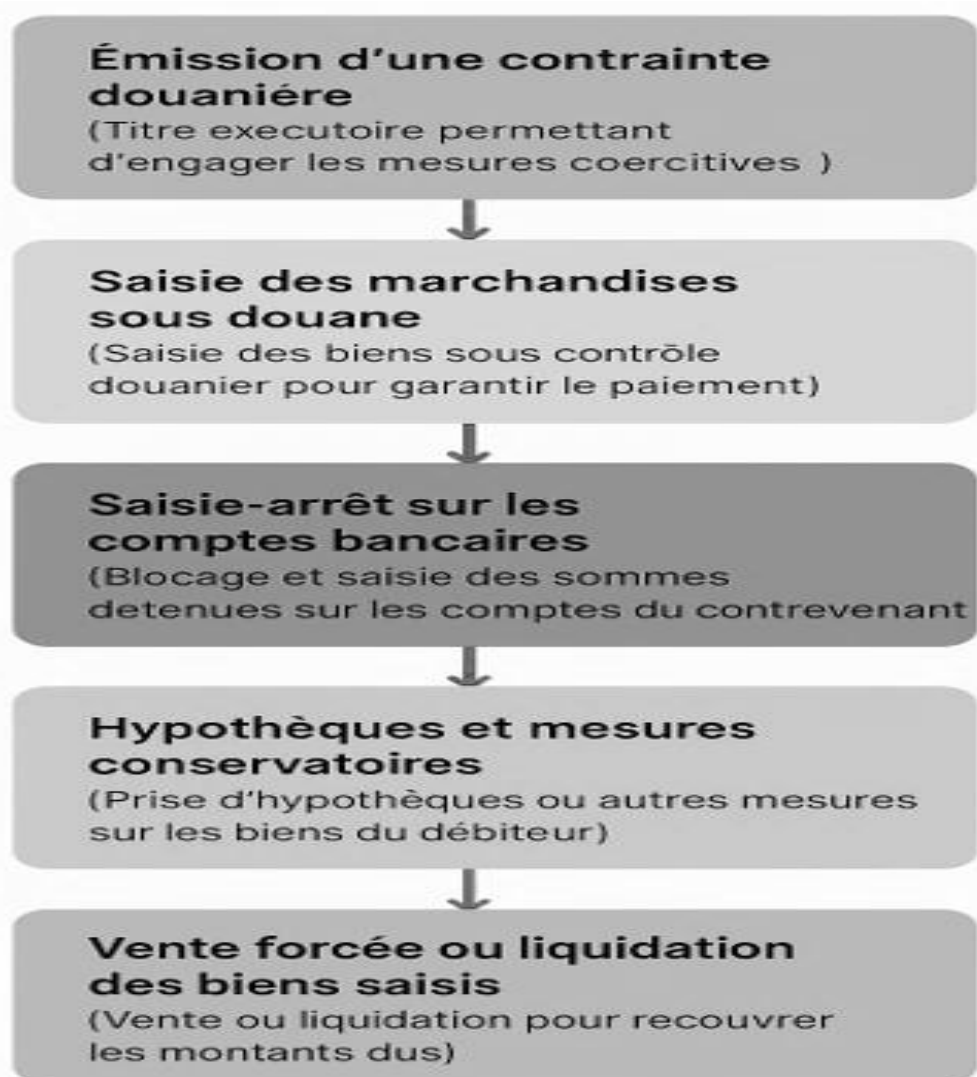 Émission d'une contrainte
douaniére
(Titre executoire permettant
d'engager les mesures coercitives )
Saisie des marchandises
sous douane
(Saisie des biens sous contrôle
douanier pour garantir le paiement)
Saisie-arrêt sur les
comptes bancaires
(Blocage et saisie des sommes
detenues sur les comptes du contrevenant
Hypothèques et mesures
conservatoires
(Prise d'hypothèques ou autres mesures
sur les biens du débiteur)
Vente forcée ou liquidation
des biens saisis
(Vente ou liquidation pour recouvrer
les montants dus)